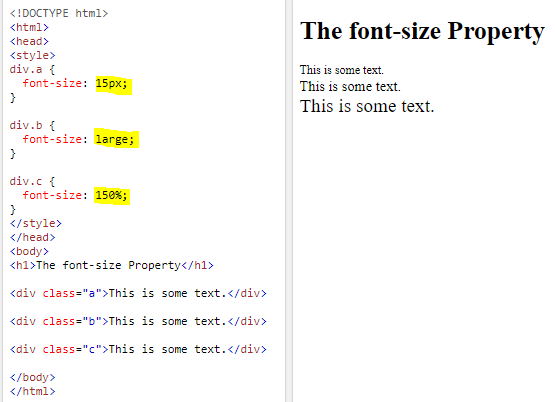 <!DOCTYPE html>
<html>
<head>
<style>
div.a {
  font-size: 15px;
}

div.b {
  font-size: large;
}

div.c {
  font-size: 150%;
}
</style>
</head>
<body>
<h1>The font-size Property</h1>

<div class="a">This is some text.</div>

<div class="b">This is some text.</div>

<div class="c">This is some text.</div>

</body>
</html>
The font-size Property
This is some text.
This is some text.
This is some text.